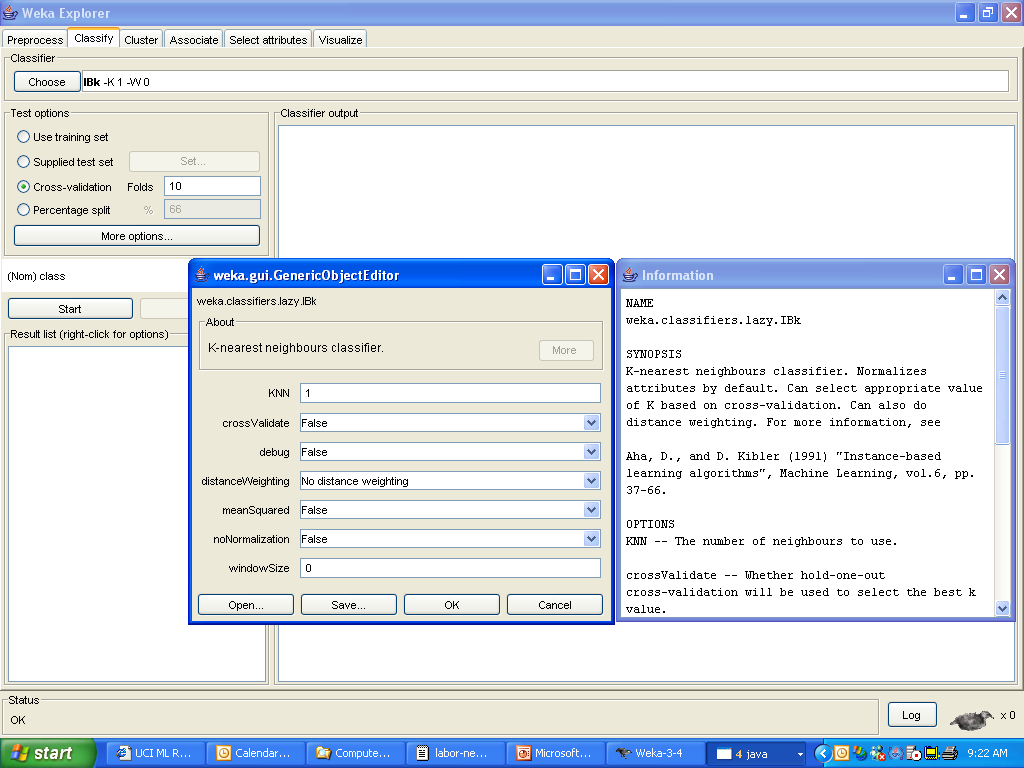 Weka Explorer
Preprocess Classify Cluster Associate Select attributes Visualize
Classifier
Choose IBk -K 1 -W 0
Test options
Use training set
Supplied test set Set...
Cross-validation Folds 10
Percentage split % 66
More options...
(Nom) class
Start
Result list (right-click for options)
Classifier output
weka.gui.GenericObjectEditor
weka.classifiers.lazy.IBk
About
K-nearest neighbours classifier.
More
KNN 1
crossValidate False
debug False
distanceWeighting No distance weighting
meanSquared False
noNormalization False
windowSize 0
Open... Save... OK Cancel
Information
NAME
weka.classifiers.lazy.IBk
SYNOPSIS
K-nearest neighbours classifier. Normalizes
attributes by default. Can select appropriate value
of K based on cross-validation. Can also do
distance weighting. For more information, see
Aha, D., and D. Kibler (1991) "Instance-based
learning algorithms", Machine Learning, vol.6, pp.
37-66.
OPTIONS
KNN -- The number of neighbours to use.
crossValidate -- Whether hold-one-out
cross-validation will be used to select the best k
value.
Status
OK
Log
x 0
start UCI ML R... Calendar... Compute... labor-ne... Microsoft... Weka-3-4 4 java 9:22 AM